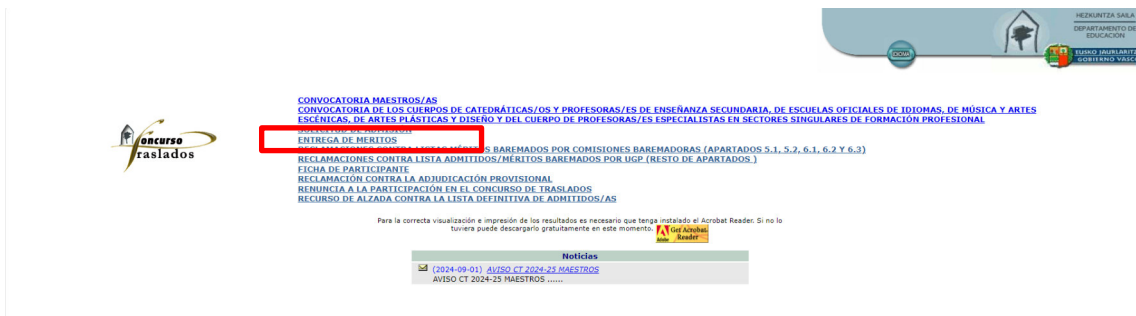 HEZKUNTZA SAILA
DEPARTAMENTO DE
EDUCACIÓN
EUSKO JAURLARITZA
GOBIERNO VASCO
Concurso
Traslados
CONVOCATORIA MAESTROS/AS
CONVOCATORIA DE LOS CUERPOS DE CATEDRÁTICAS/OS Y PROFESORAS/ES DE ENSEÑANZA SECUNDARIA, DE ESCUELAS OFICIALES DE IDIOMAS, DE MÚSICA Y ARTES
ESCÉNICAS, DE ARTES PLÁSTICAS Y DISEÑO Y DEL CUERPO DE PROFESORAS/ES ESPECIALISTAS EN SECTORES SINGULARES DE FORMACIÓN PROFESIONAL
SOLICITUD DE ADMISIÓN
ENTREGA DE MERITOS
RECLAMACIONES CONTRA LISTAS MÉRITOS BAREMADOS POR COMISIONES BAREMADORAS (APARTADOS 5.1, 5.2, 6.1, 6.2 Y 6.3)
RECLAMACIONES CONTRA LISTA ADMITIDOS/MÉRITOS BAREMADOS POR UGP (RESTO DE APARTADOS )
FICHA DE PARTICIPANTE
RECLAMACIÓN CONTRA LA ADJUDICACIÓN PROVISIONAL
RENUNCIA A LA PARTICIPACIÓN EN EL CONCURSO DE TRASLADOS
RECURSO DE ALZADA CONTRA LA LISTA DEFINITIVA DE ADMITIDOS/AS
Para la correcta visualización e impresión de los resultados es necesario que tenga instalado el Acrobat Reader. Si no lo
tuviera puede descargarlo gratuitamente en este momento.
Get Acrobat
Reader
Adobe
Noticias
(2024-09-01) AVISO CT 2024-25 MAESTROS
AVISO CT 2024-25 MAESTROS ......